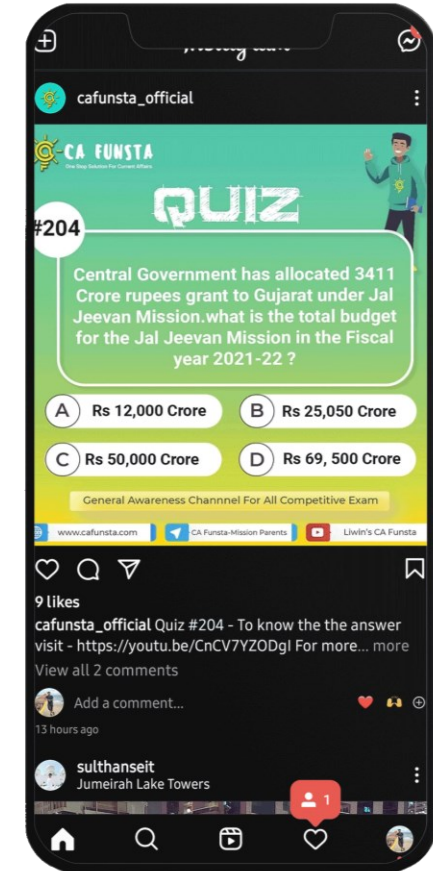 cafunsta_official
CA FUNSTA
One Stop Solution For Current Affairs
QUIZ
#204
Central Government has allocated 3411
Crore rupees grant to Gujarat under Jal
Jeevan Mission.what is the total budget
for the Jal Jeevan Mission in the Fiscal
year 2021-22 ?
A Rs 12,000 Crore
B Rs 25,050 Crore
C Rs 50,000 Crore
D Rs 69, 500 Crore
General Awareness Channnel For All Competitive Exam
www.cafunsta.com
CA Funsta-Mission Parents
Liwin's CA Funsta
9 likes
cafunsta_official Quiz #204 - To know the the answer
visit - https://youtu.be/CnCV7YZODgI For more... more
View all 2 comments
Add a comment...
13 hours ago
sulthanseit
Jumeirah Lake Towers
1